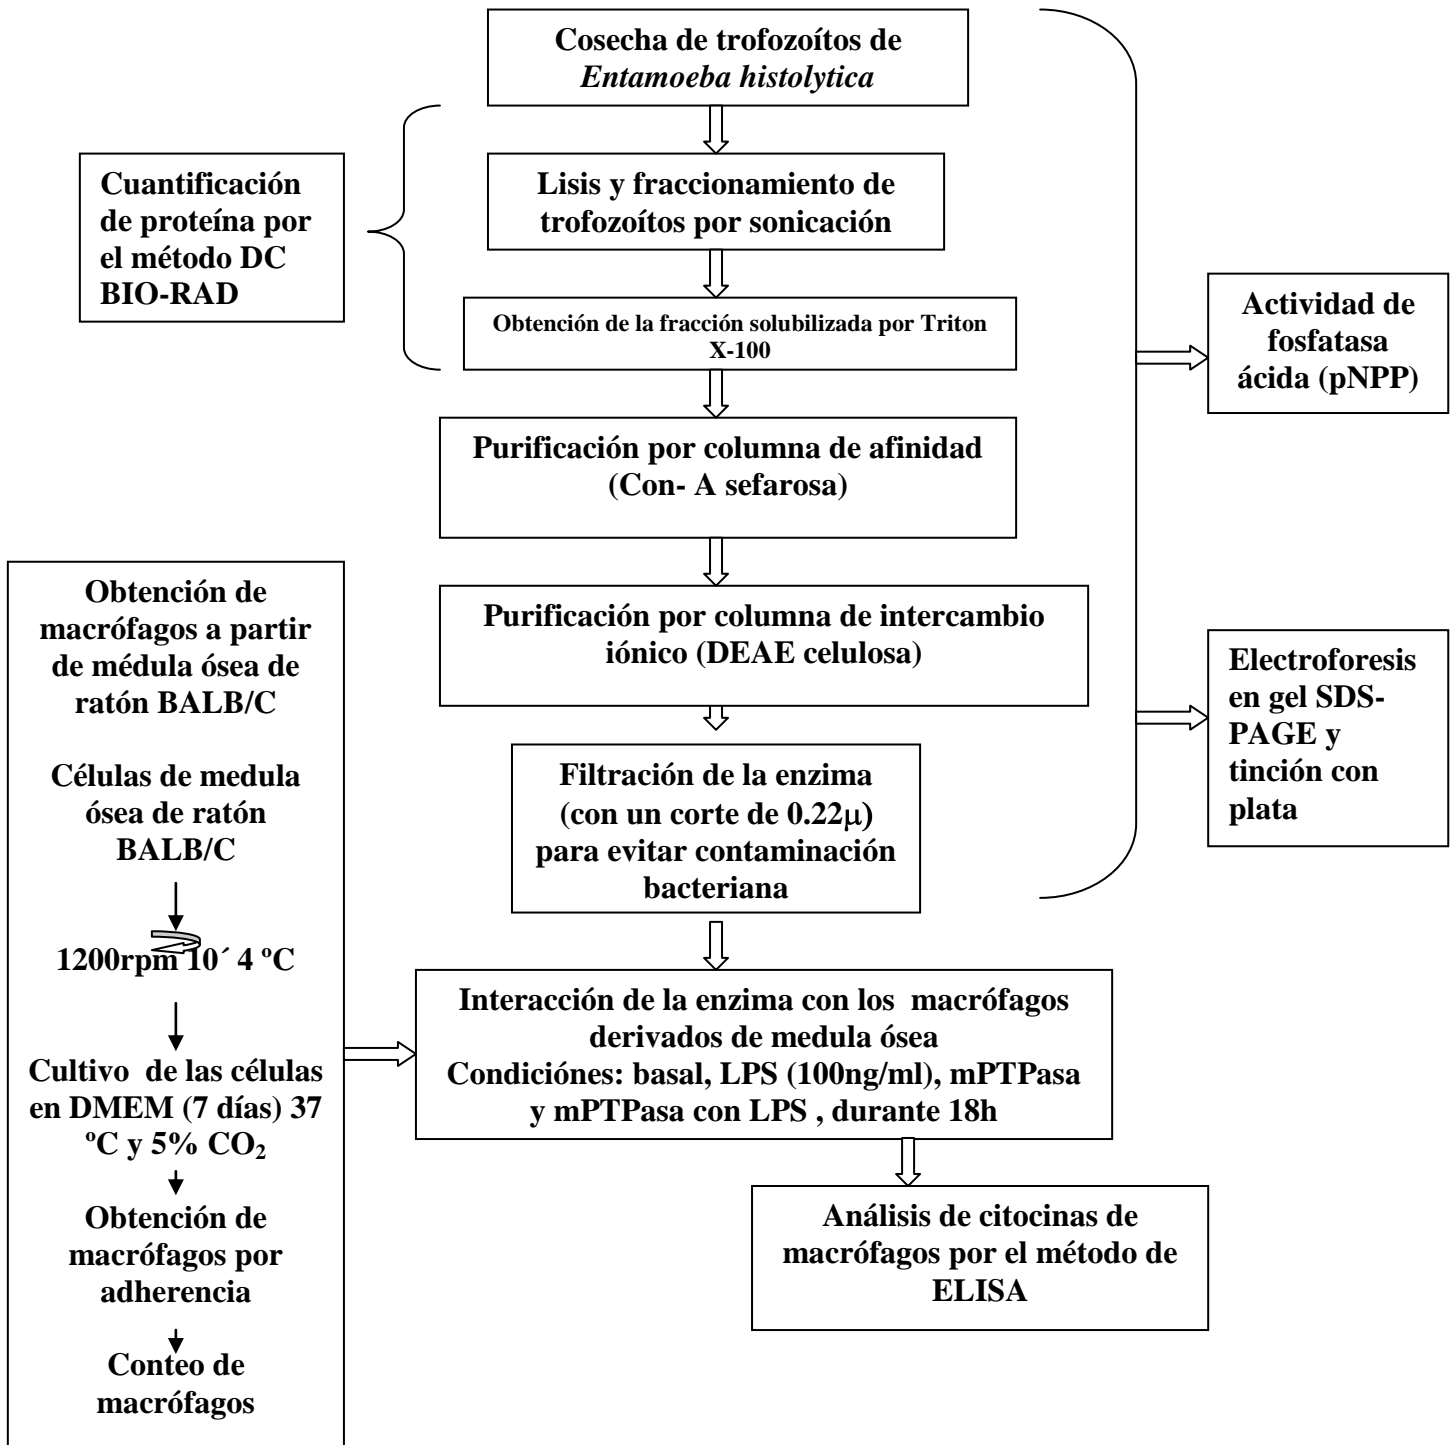 Cosecha de trofozoítos de
Entamoeba histolytica
Cuantificación
de proteína por
el método DC
BIO-RAD
Lisis y fraccionamiento de
trofozoítos por sonicación
Obtención de la fracción solubilizada por Triton
X-100
Actividad de
fosfatasa
ácida (pNPP)
Purificación por columna de afinidad
(Con- A sefarosa)
Purificación por columna de intercambio
iónico (DEAE celulosa)
Electroforesis
en gel SDS-
PAGE y
tinción con
plata
Filtración de la enzima
(con un corte de 0.22μ)
para evitar contaminación
bacteriana
Obtención de
macrófagos a partir
de médula ósea de
ratón BALB/C
Células de medula
ósea de ratón
BALB/C
1200rpm 10´ 4 ºC
Cultivo de las células
en DMEM (7 días) 37
ºC y 5% CO₂
Obtención de
macrófagos por
adherencia
Conteo de
macrófagos
Interacción de la enzima con los macrófagos
derivados de medula ósea
Condiciónes: basal, LPS (100ng/ml), mPTPasa
y mPTPasa con LPS , durante 18h
Análisis de citocinas de
macrófagos por el método de
ELISA